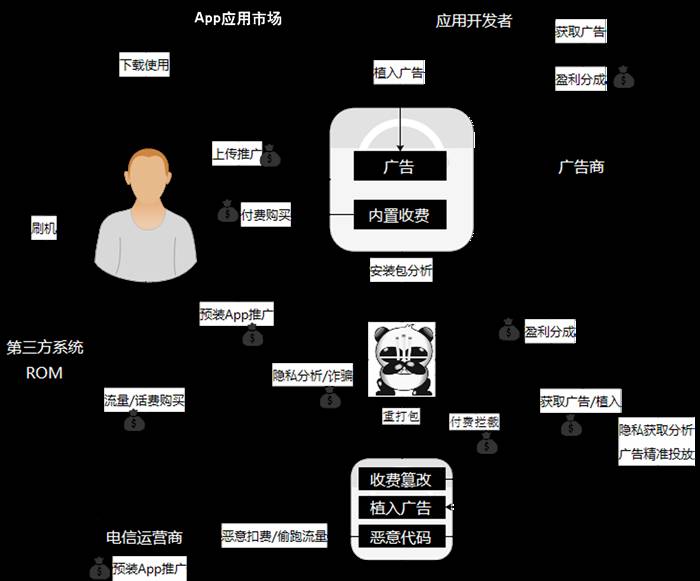 App应用市场
应用开发者
获取广告
下载使用
植入广告
盈利分成
上传推广
广告
广告商
付费购买
内置收费
刷机
安装包分析
预装App推广
盈利分成
第三方系统
ROM
隐私分析/诈骗
流量/话费购买
获取广告/植入
重打包
付费拦截
隐私获取分析
广告精准投放
收费篡改
植入广告
电信运营商
恶意扣费/偷跑流量
恶意代码
预装App推广